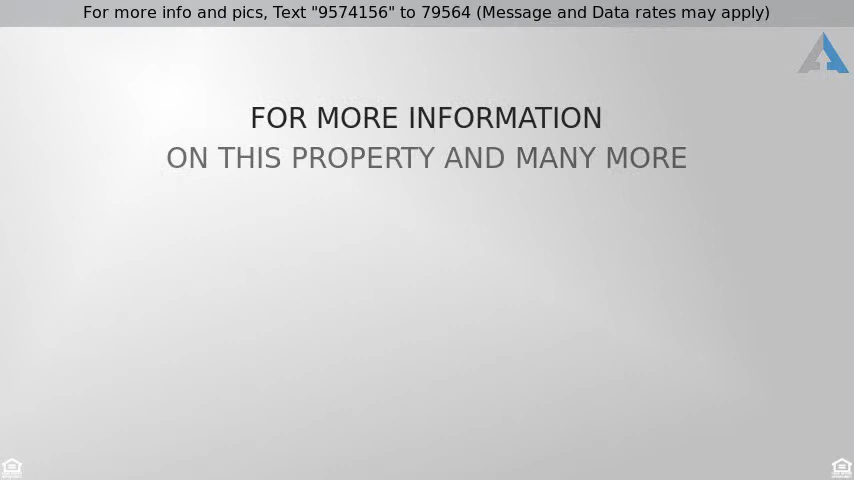 For more info and pics, Text "9574156" to 79564 (Message and Data rates may apply)
FOR MORE INFORMATION
ON THIS PROPERTY AND MANY MORE